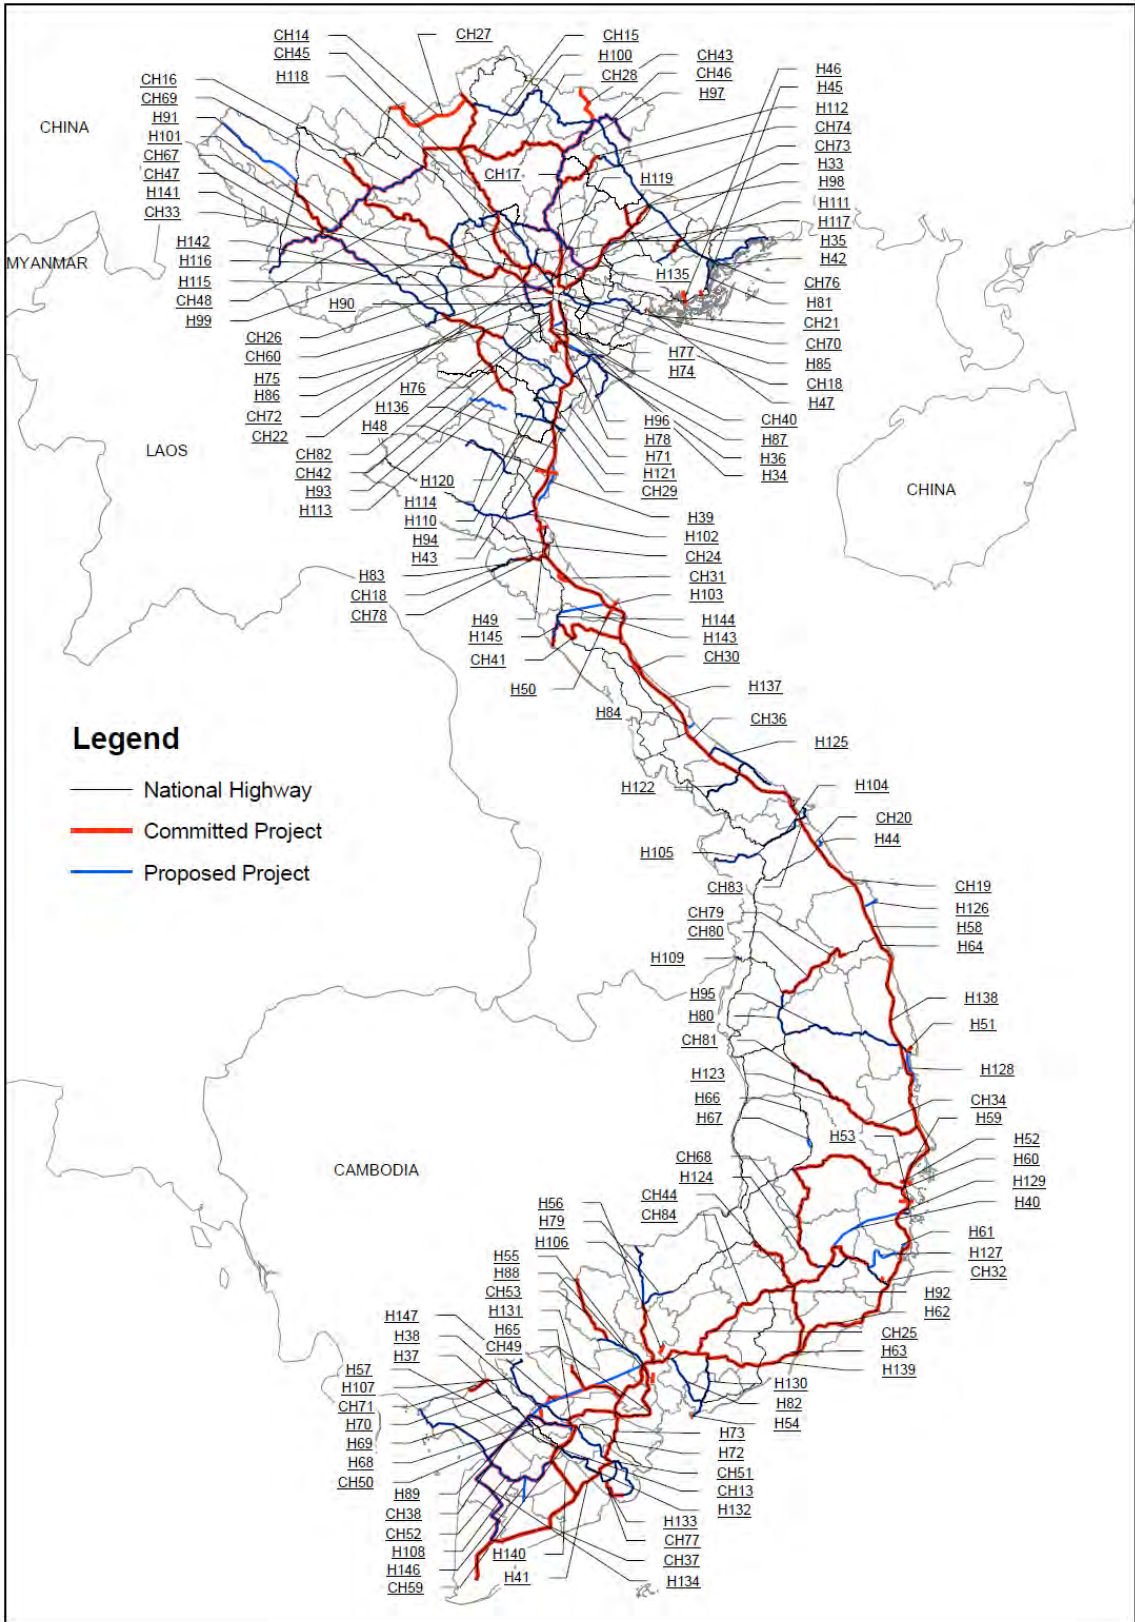 CH14
CH45
H118
CH27
CH15
H100
CH28
CH43
CH46
H97
H46
H45
H112
CH74
CH73
H33
H98
H111
H117
H35
H42
CH76
H81
CH21
CH70
H85
CH18
H47
CH16
CH69
H91
H101
CH67
CH47
H141
CH33
CHINA
MYANMAR
H142
H116
H115
CH48
H99
H90
CH17
H119
H135
CH26
CH60
H75
H86
CH72
CH22
H76
H136
H48
H77
H74
CH82
CH42
H93
H113
H120
H114
H110
H94
H43
H96
H78
H71
H121
CH29
CH40
H87
H36
H34
LAOS
CHINA
H39
H102
CH24
CH31
H103
H83
CH18
CH78
H49
H145
CH41
H50
H144
H143
CH30
H137
H84
CH36
H125
H122
H104
CH20
H44
H105
CH83
Legend
National Highway
Committed Project
Proposed Project
CH19
H126
H58
H64
CH79
CH80
H109
H95
H80
CH81
H138
H51
H128
H123
H66
H67
CH34
H59
H53
H52
H60
H129
H40
CAMBODIA
CH68
H124
CH44
CH84
H61
H127
CH32
H56
H79
H106
H55
H88
CH53
H131
H65
CH49
H92
H62
CH25
H63
H139
H147
H38
H37
H57
H107
CH71
H70
H69
H68
CH50
H130
H82
H54
H73
H72
CH51
CH13
H132
H89
CH38
CH52
H108
H146
CH59
H140
H41
H133
CH77
CH37
H134